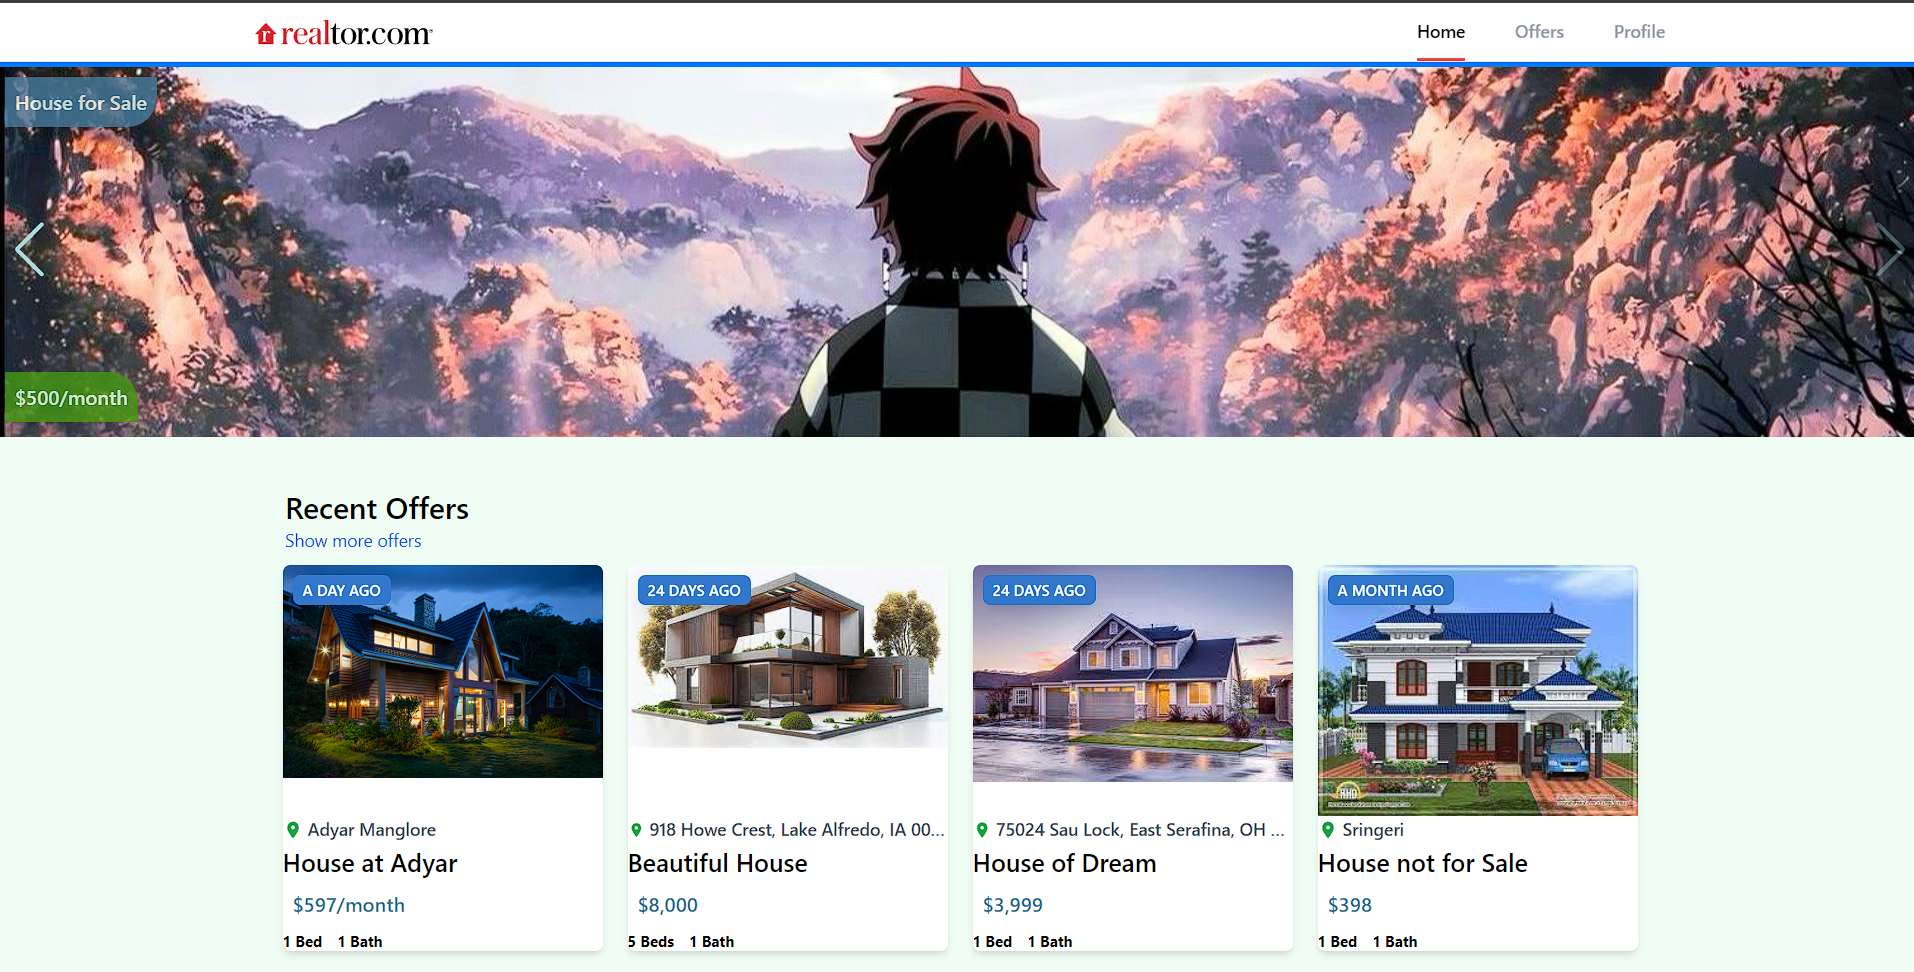 realtor.com®
Home Offers Profile
House for Sale
$500/month
Recent Offers
Show more offers
A DAY AGO
Adyar Manglore
House at Adyar
$597/month
1 Bed 1 Bath
24 DAYS AGO
918 Howe Crest, Lake Alfredo, IA 00...
Beautiful House
$8,000
5 Beds 1 Bath
24 DAYS AGO
75024 Sau Lock, East Serafina, OH ...
House of Dream
$3,999
1 Bed 1 Bath
A MONTH AGO
KHD
Sringeri
House not for Sale
$398
1 Bed 1 Bath